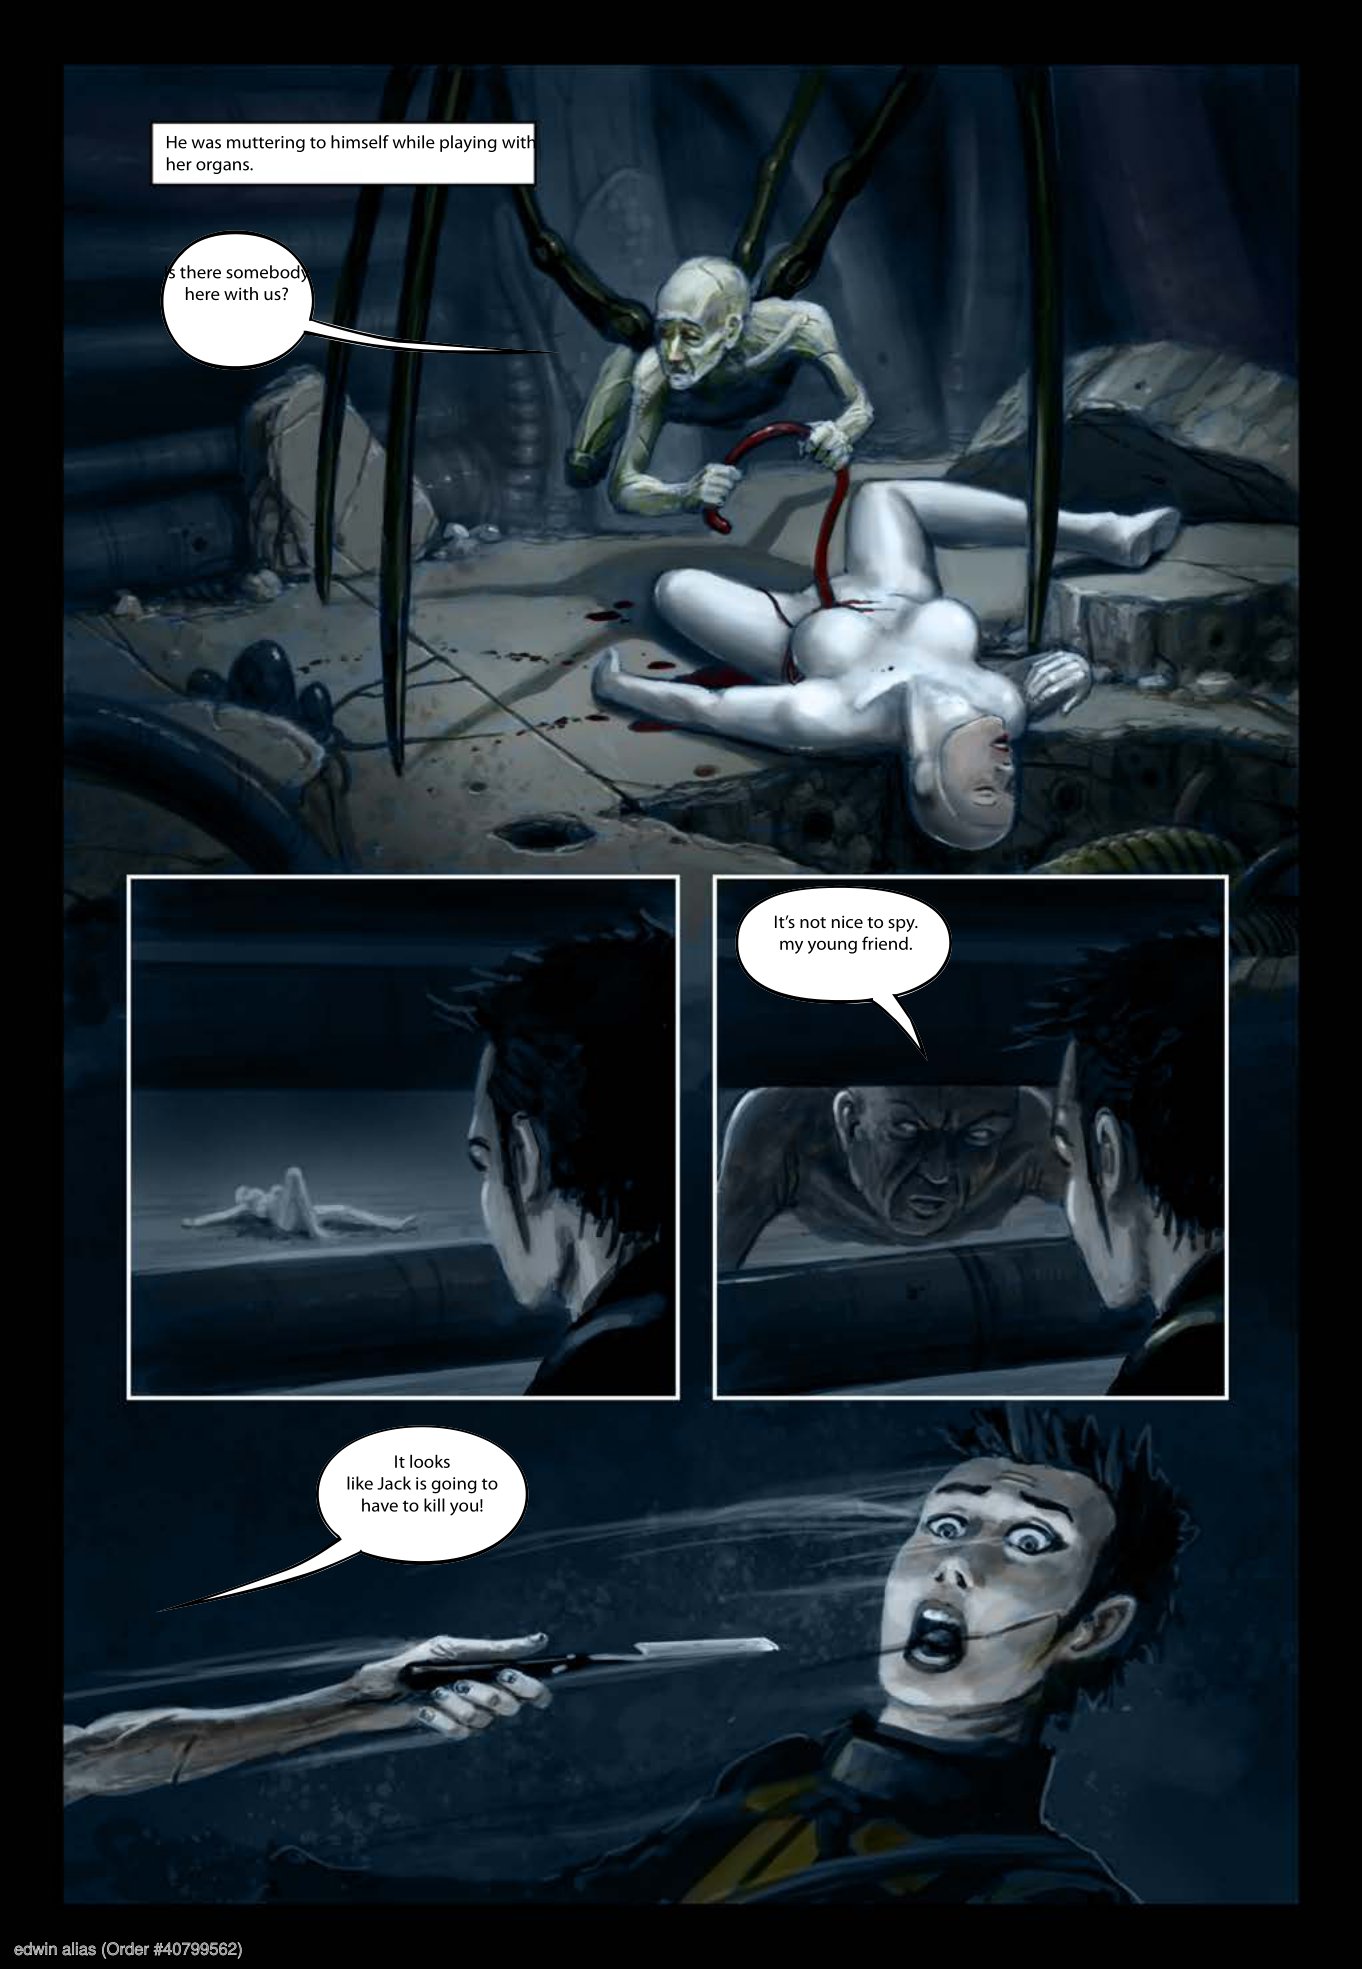 He was muttering to himself while playing with
her organs.
Is there somebody
here with us?
It's not nice to spy.
my young friend.
It looks
like Jack is going to
have to kill you!
edwin alias (Order #40799562)